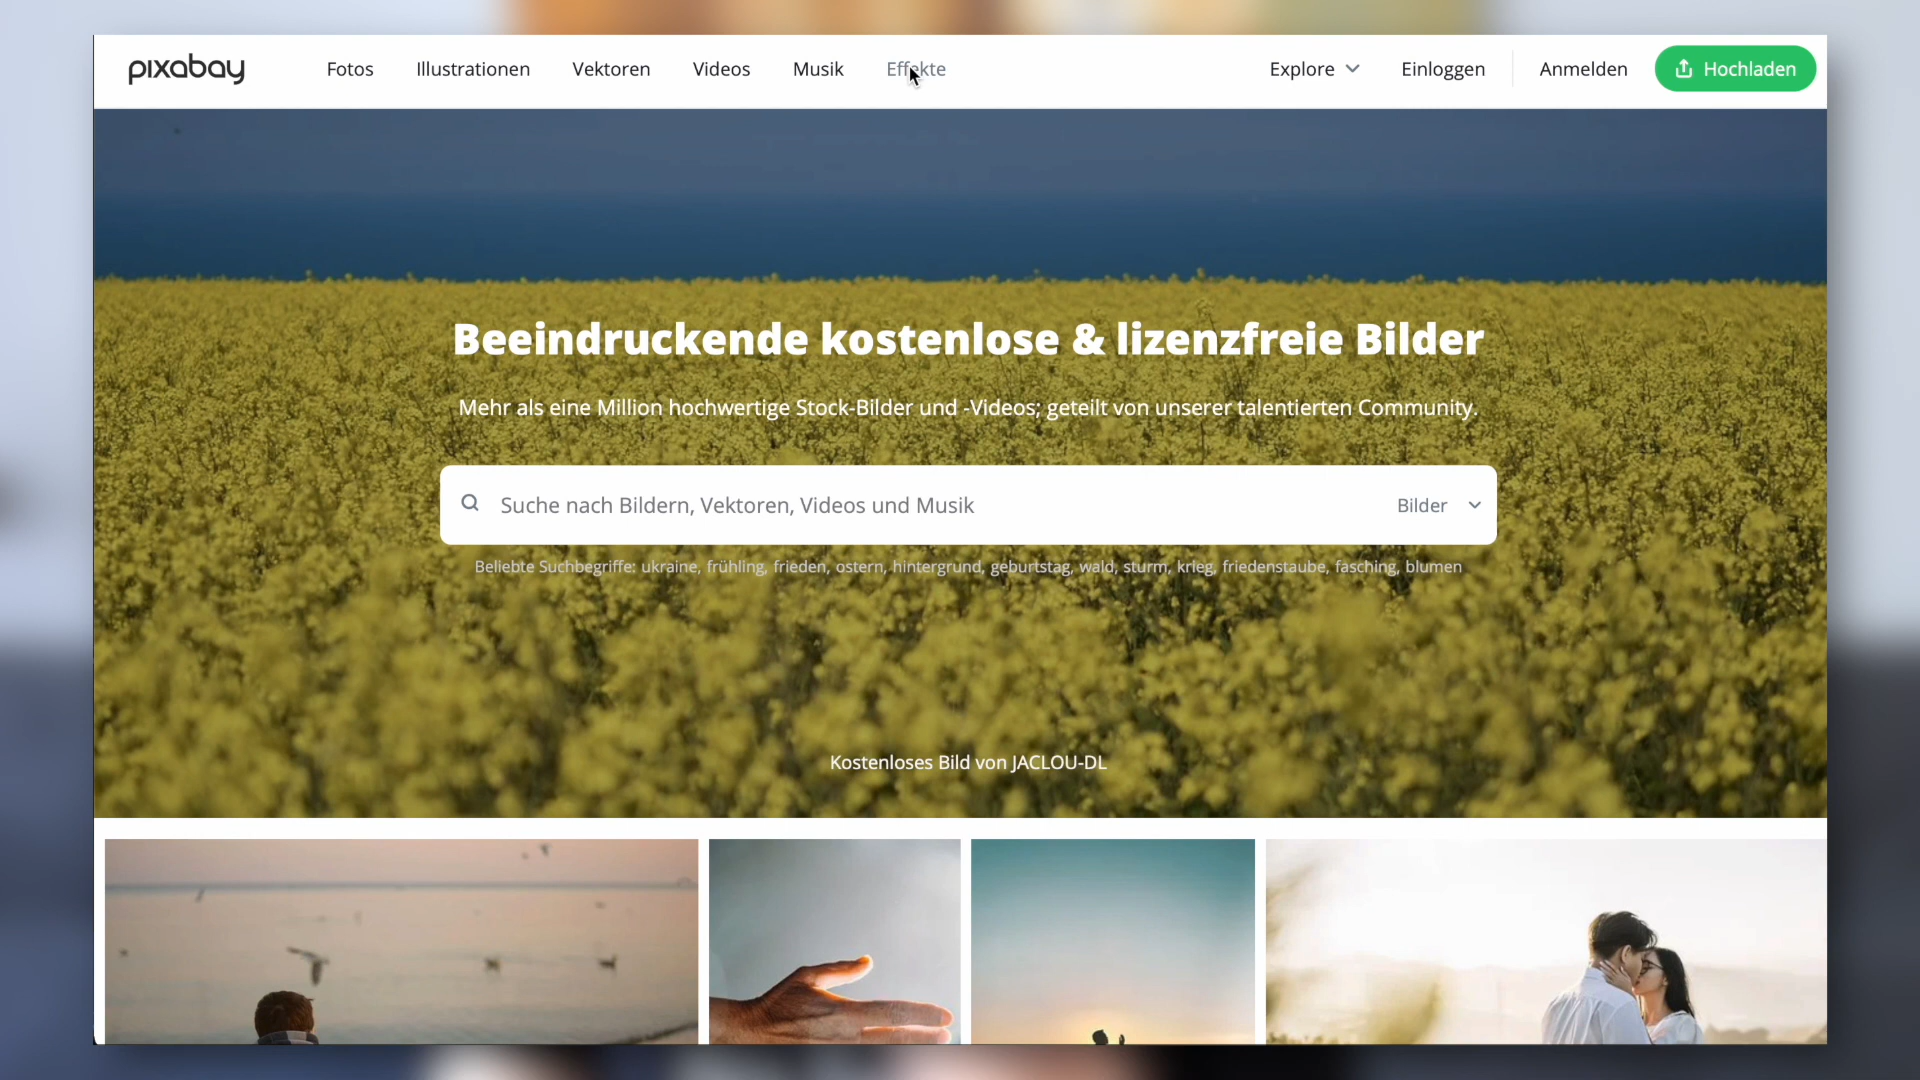 pixabay Fotos Illustrationen Vektoren Videos Musik Effekte Explore Einloggen Anmelden Hochladen
Beeindruckende kostenlose & lizenzfreie Bilder
Mehr als eine Million hochwertige Stock-Bilder und -Videos; geteilt von unserer talentierten Community.
Suche nach Bildern, Vektoren, Videos und Musik Bilder
Beliebte Suchbegriffe: ukraine, frühling, frieden, ostern, hintergrund, geburtstag, wald, sturm, krieg, friedenstaube, fasching, blumen
Kostenloses Bild von JACLOU-DL